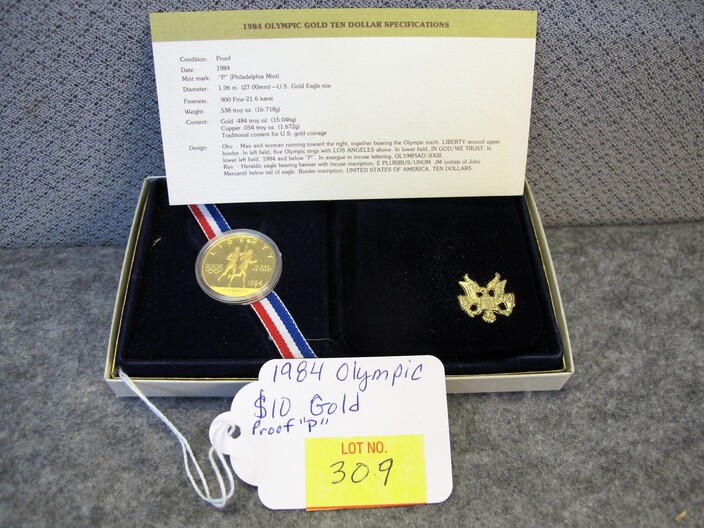 1984 OLYMPIC GOLD TEN DOLLAR SPECIFICATIONS
Condition: Proof
Date: 1984
Mint mark: "P" (Philadelphia Mint)
Diameter: 1.06 in. (27.00mm)—U.S. Gold Eagle size
Fineness: .900 Fine-21.6 karat
Weight: .538 troy oz. (16.718g)
Content: Gold .484 troy oz. (15.046g)
Copper .054 troy oz. (1.672g)
Traditional content for U.S. gold coinage
Design: Obv. - Man and woman running toward the right, together bearing the Olympic torch. LIBERTY around upper
border. In left field, five Olympic rings with LOS ANGELES above. In lower field, IN GOD/WE TRUST. In
lower left field, 1984 and below "P". In exergue in incuse lettering, OLYMPIAD/XXIII
Rev. - Heraldic eagle bearing banner with incuse inscription, E PLURIBUS/UNUM. JM (initials of John
Mercanti) below tail of eagle. Border inscription, UNITED STATES OF AMERICA. TEN DOLLARS
LIBERTY
1984
1984 Olympic
$10 Gold
Proof "P"
LOT NO.
309